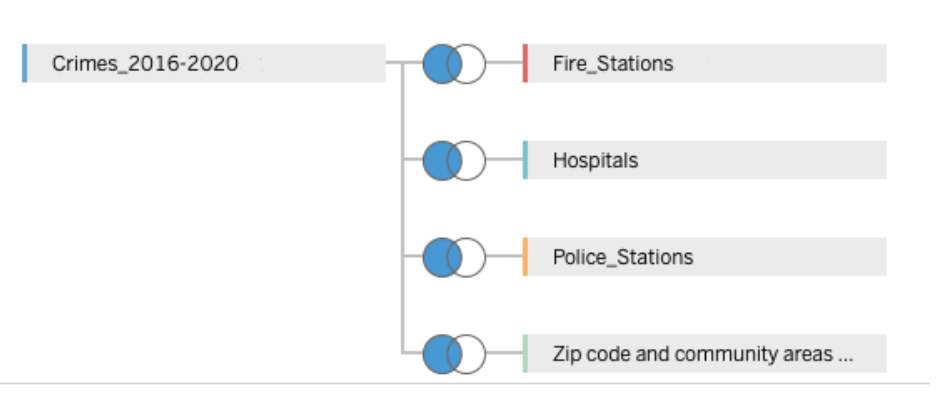 Crimes_2016-2020
Fire_Stations
Hospitals
Police_Stations
Zip code and community areas ...